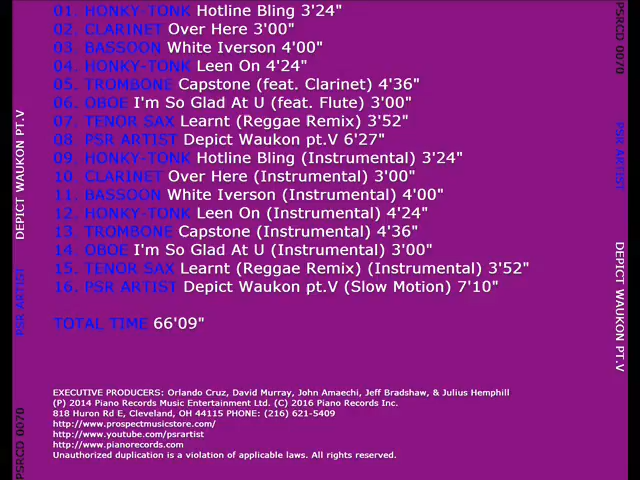 01. HONKY-TONK Hotline Bling 3'24"
02. CLARINET Over Here 3'00"
03. BASSOON White Iverson 4'00"
04. HONKY-TONK Leen On 4'24"
05. TROMBONE Capstone (feat. Clarinet) 4'36"
06. OBOE I'm So Glad At U (feat. Flute) 3'00"
07. TENOR SAX Learnt (Reggae Remix) 3'52"
08. PSR ARTIST Depict Waukon pt.V 6'27"
09. HONKY-TONK Hotline Bling (Instrumental) 3'24"
10. CLARINET Over Here (Instrumental) 3'00"
11. BASSOON White Iverson (Instrumental) 4'00"
12. HONKY-TONK Leen On (Instrumental) 4'24"
13. TROMBONE Capstone (Instrumental) 4'36"
14. OBOE I'm So Glad At U (Instrumental) 3'00"
15. TENOR SAX Learnt (Reggae Remix) (Instrumental) 3'52"
16. PSR ARTIST Depict Waukon pt.V (Slow Motion) 7'10"
TOTAL TIME 66'09"
EXECUTIVE PRODUCERS: Orlando Cruz, David Murray, John Amaechi, Jeff Bradshaw, & Julius Hemphill
(P) 2014 Piano Records Music Entertainment Ltd. (C) 2016 Piano Records Inc.
818 Huron Rd E, Cleveland, OH 44115 PHONE: (216) 621-5409
http://www.prospectmusicstore.com/
http://www.youtube.com/psrartist
http://www.pianorecords.com
Unauthorized duplication is a violation of applicable laws. All rights reserved.
PSRCD 0070 PSR ARTIST DEPICT WAUKON PT.V
PSRCD 0070 PSR ARTIST DEPICT WAUKON PT.V